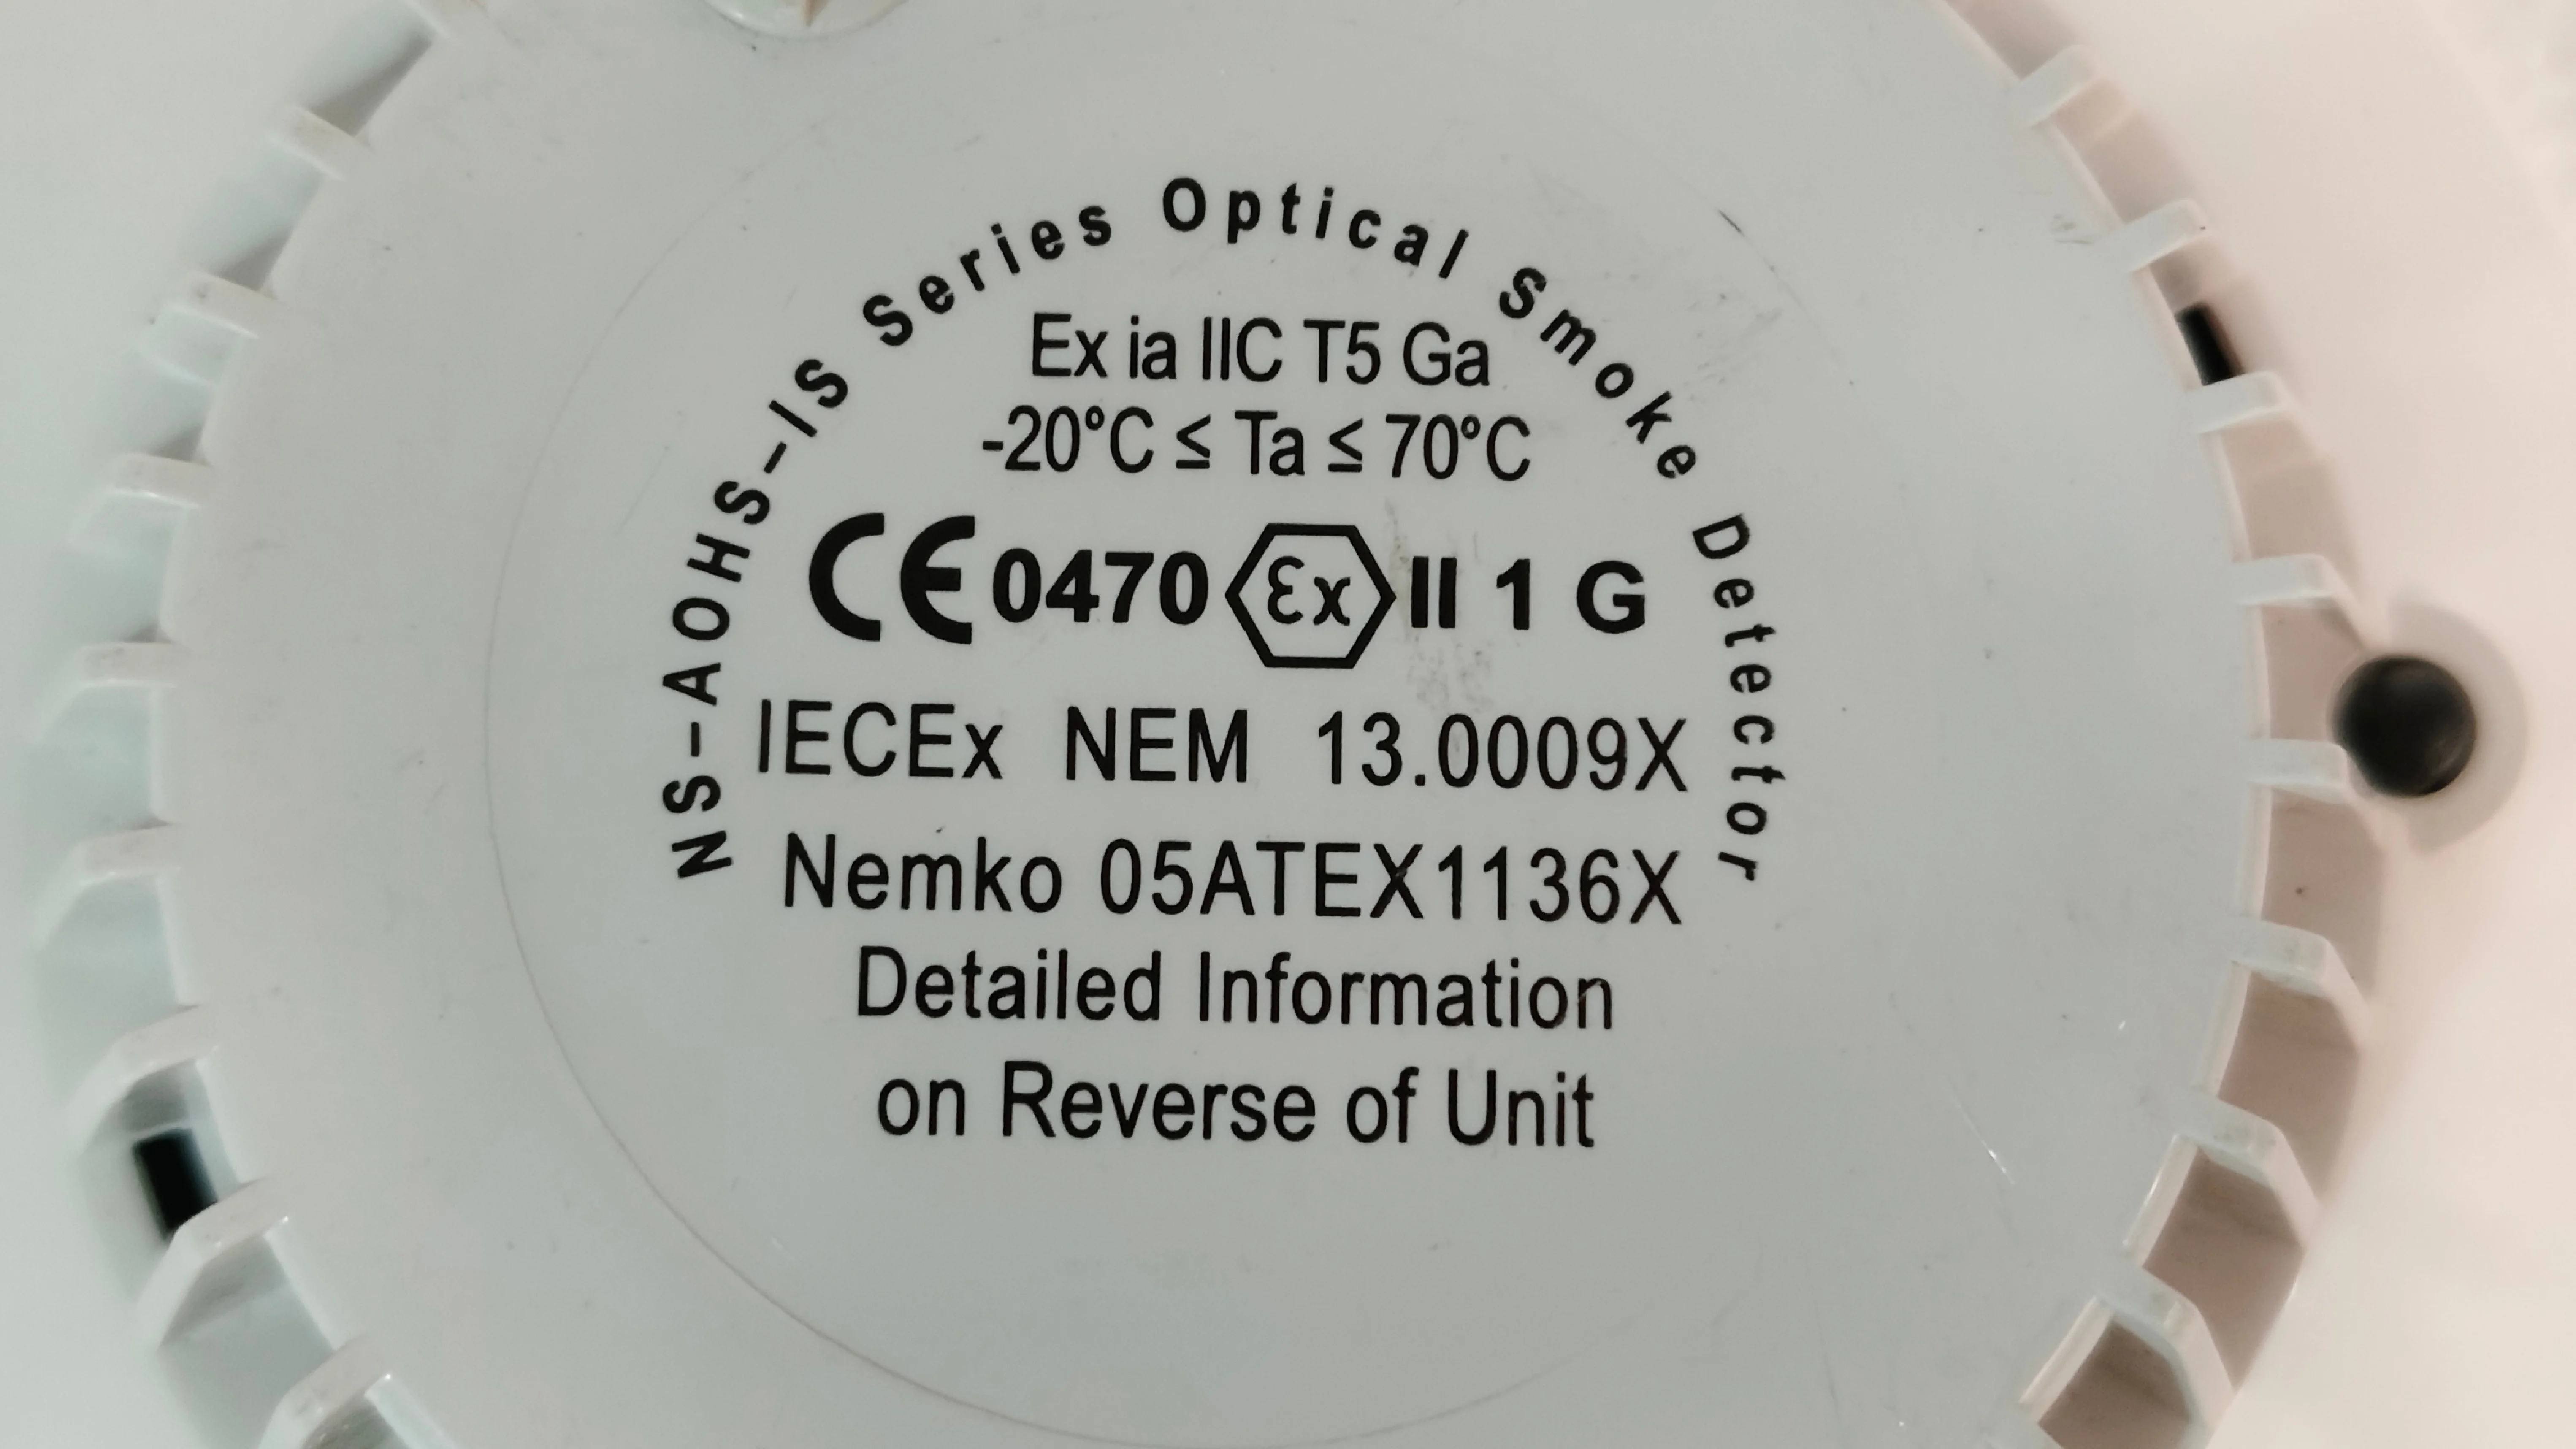 NS-AOHS-IS Series Optical Smoke Detector
Ex ia IIC T5 Ga
-20°C ≤ Ta ≤ 70°C
CE 0470 Ex II 1 G
IECEx NEM 13.0009X
Nemko 05ATEX1136X
Detailed Information
on Reverse of Unit